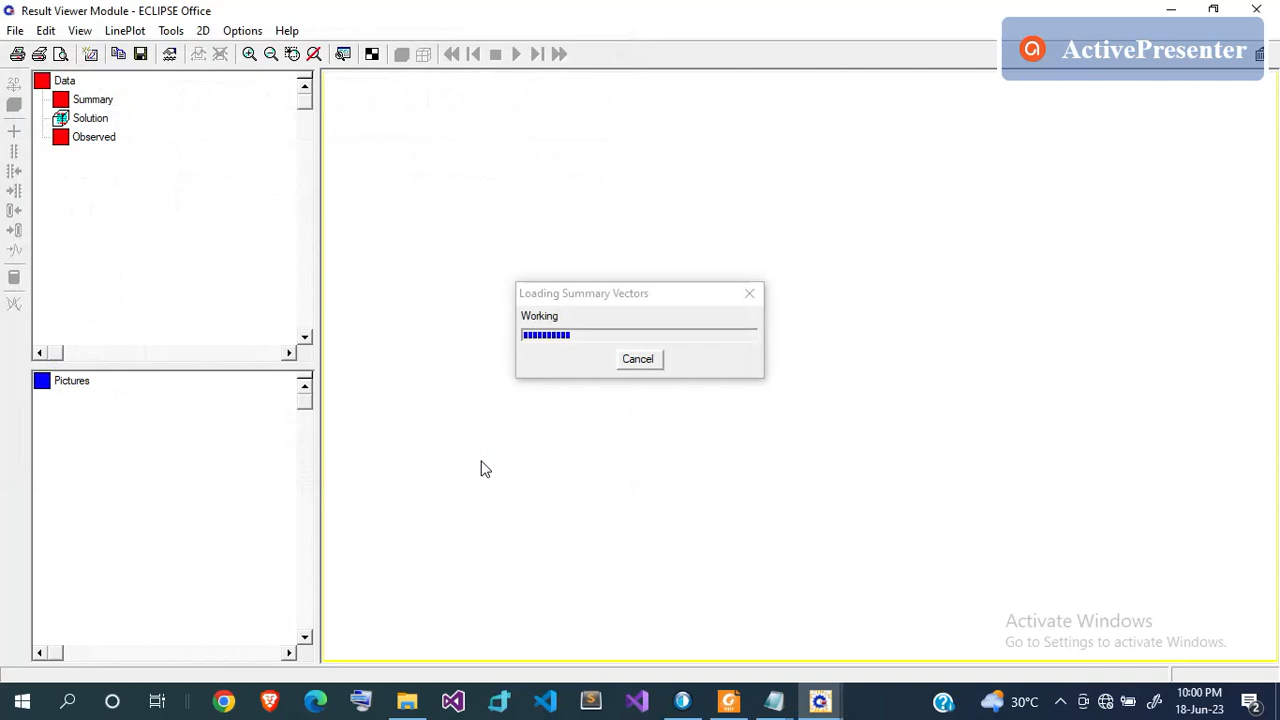 Result Viewer Module - ECLIPSE Office
File Edit View LinePlot Tools 2D Options Help
ActivePresenter
Data
Summary
Solution
Observed
Loading Summary Vectors
Working
Cancel
Pictures
Activate Windows
Go to Settings to activate Windows.
30°C
10:00 PM
18-Jun-23
2